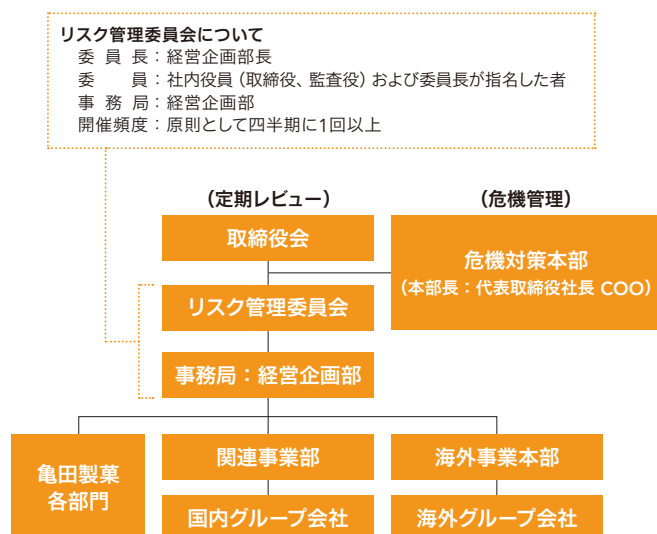 リスク管理委員会について
委員長：経営企画部長
委員：社内役員（取締役、監査役）および委員長が指名した者
事務局：経営企画部
開催頻度：原則として四半期に1回以上
（定期レビュー）
（危機管理）
取締役会
危機対策本部
（本部長：代表取締役社長 COO）
リスク管理委員会
事務局：経営企画部
亀田製菓
各部門
関連事業部
海外事業本部
国内グループ会社
海外グループ会社